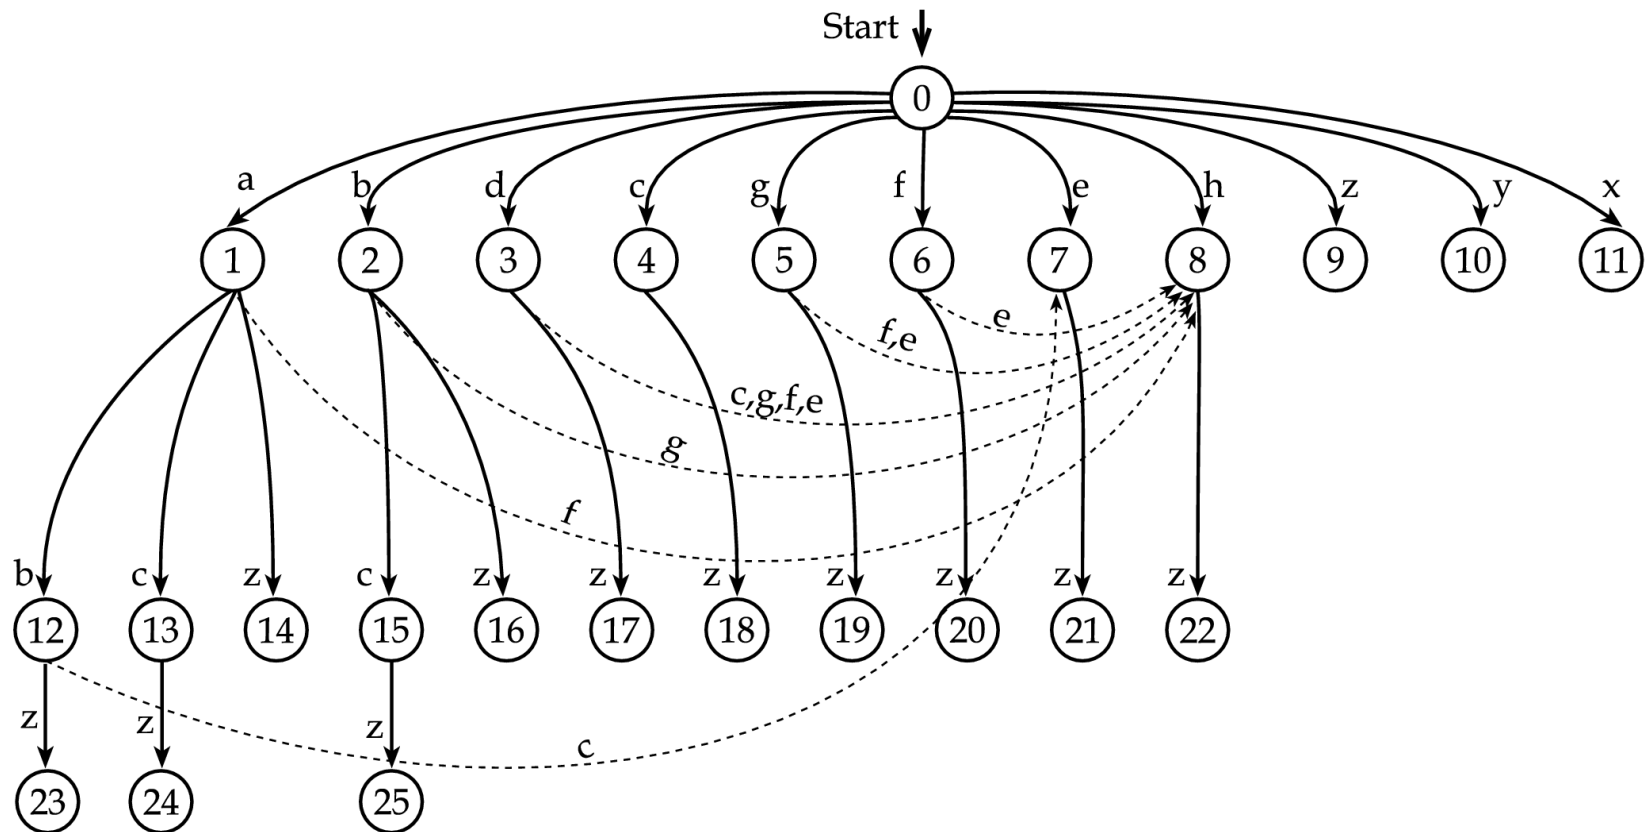 Start
0
a b d c g f e h z y x
1 2 3 4 5 6 7 8 9 10 11
e
f,e
c,g,f,e
g
f
b c z c z z z z z z z
12 13 14 15 16 17 18 19 20 21 22
z z z
c
23 24 25